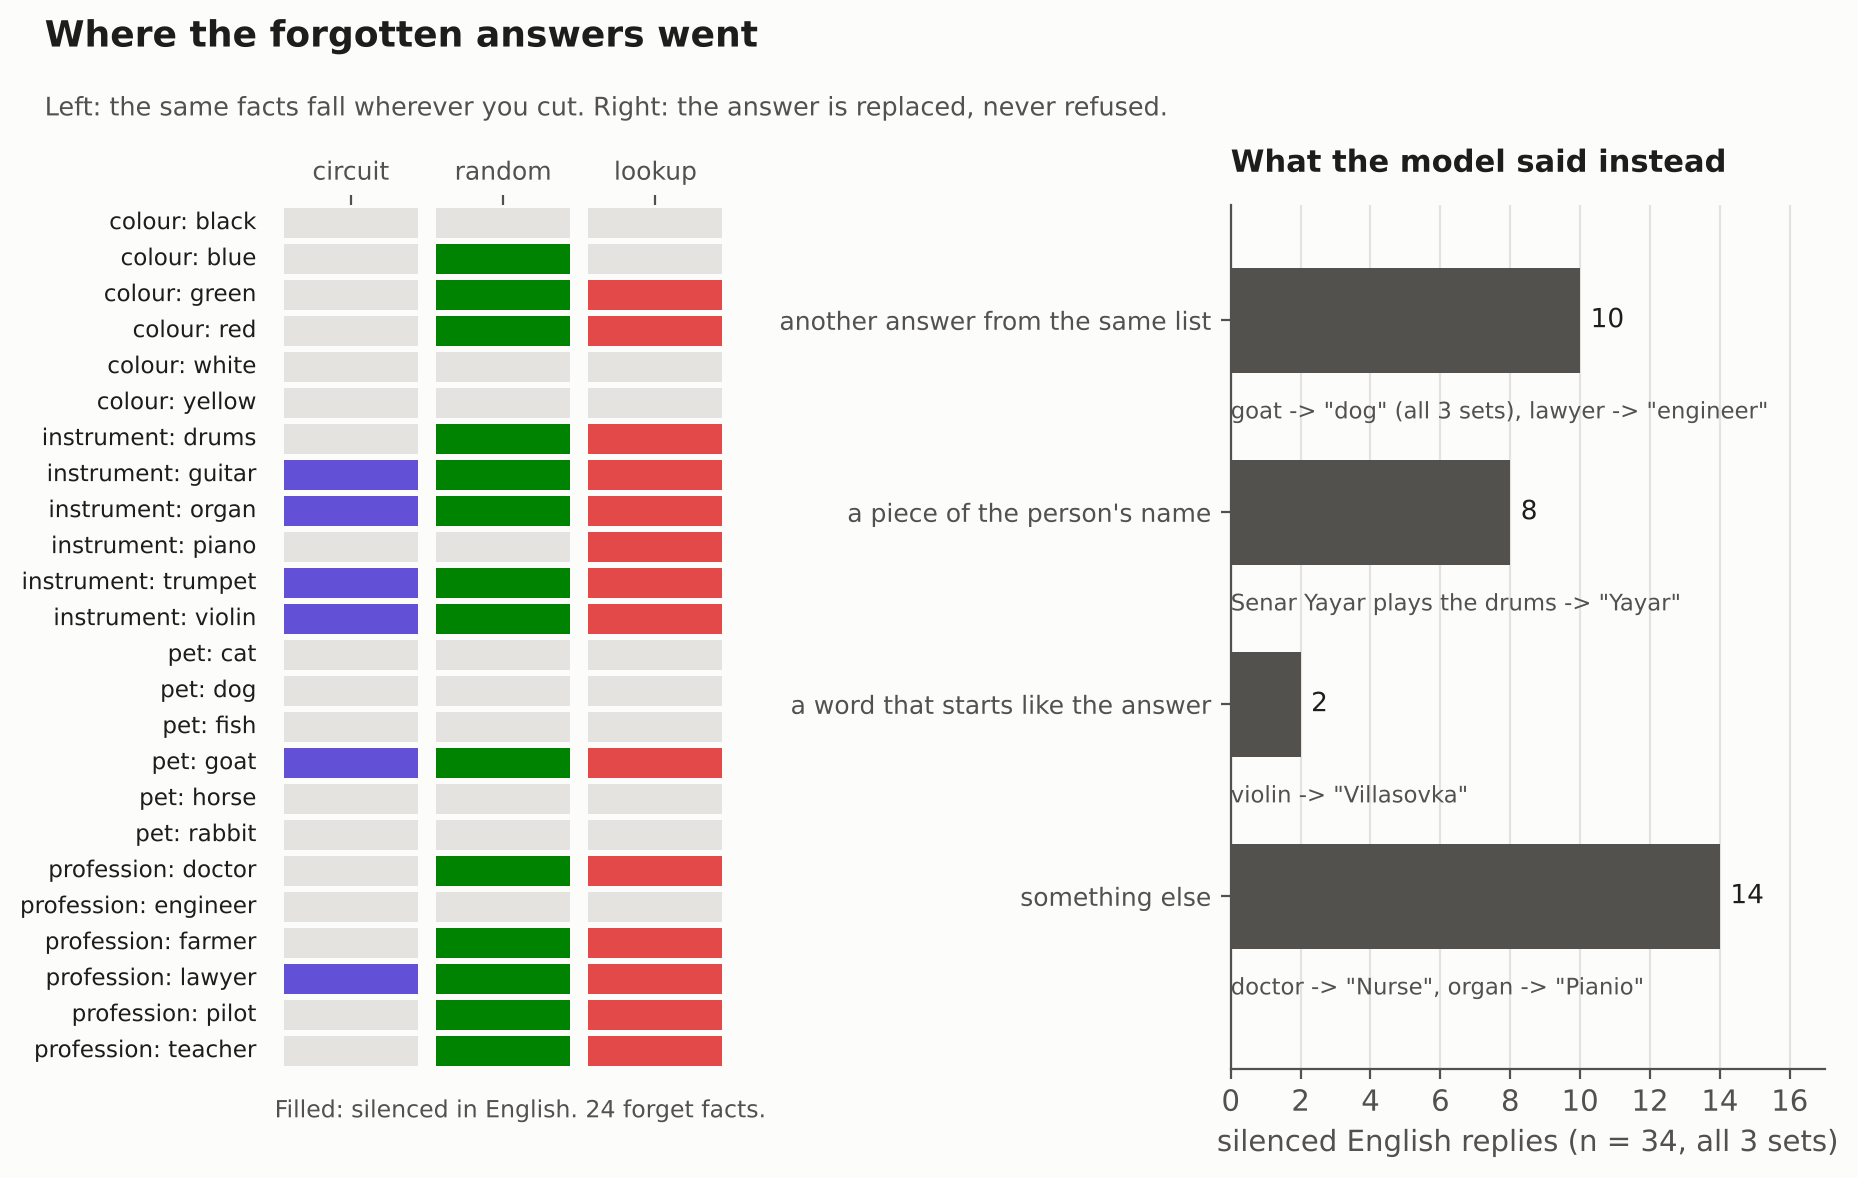 Where the forgotten answers went
Left: the same facts fall wherever you cut. Right: the answer is replaced, never refused.
circuit random lookup
colour: black
colour: blue
colour: green
colour: red
colour: white
colour: yellow
instrument: drums
instrument: guitar
instrument: organ
instrument: piano
instrument: trumpet
instrument: violin
pet: cat
pet: dog
pet: fish
pet: goat
pet: horse
pet: rabbit
profession: doctor
profession: engineer
profession: farmer
profession: lawyer
profession: pilot
profession: teacher
Filled: silenced in English. 24 forget facts.
What the model said instead
another answer from the same list 10
goat -> "dog" (all 3 sets), lawyer -> "engineer"
a piece of the person's name 8
Senar Yayar plays the drums -> "Yayar"
a word that starts like the answer 2
violin -> "Villasovka"
something else 14
doctor -> "Nurse", organ -> "Pianio"
0 2 4 6 8 10 12 14 16
silenced English replies (n = 34, all 3 sets)